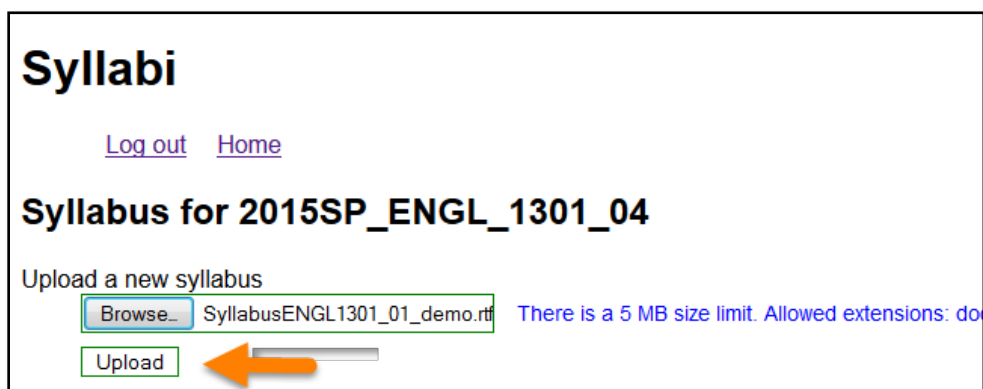 Syllabi
Log out Home
Syllabus for 2015SP_ENGL_1301_04
Upload a new syllabus
Browse_ SyllabusENGL1301_01_demo.rtf There is a 5 MB size limit. Allowed extensions:
Upload